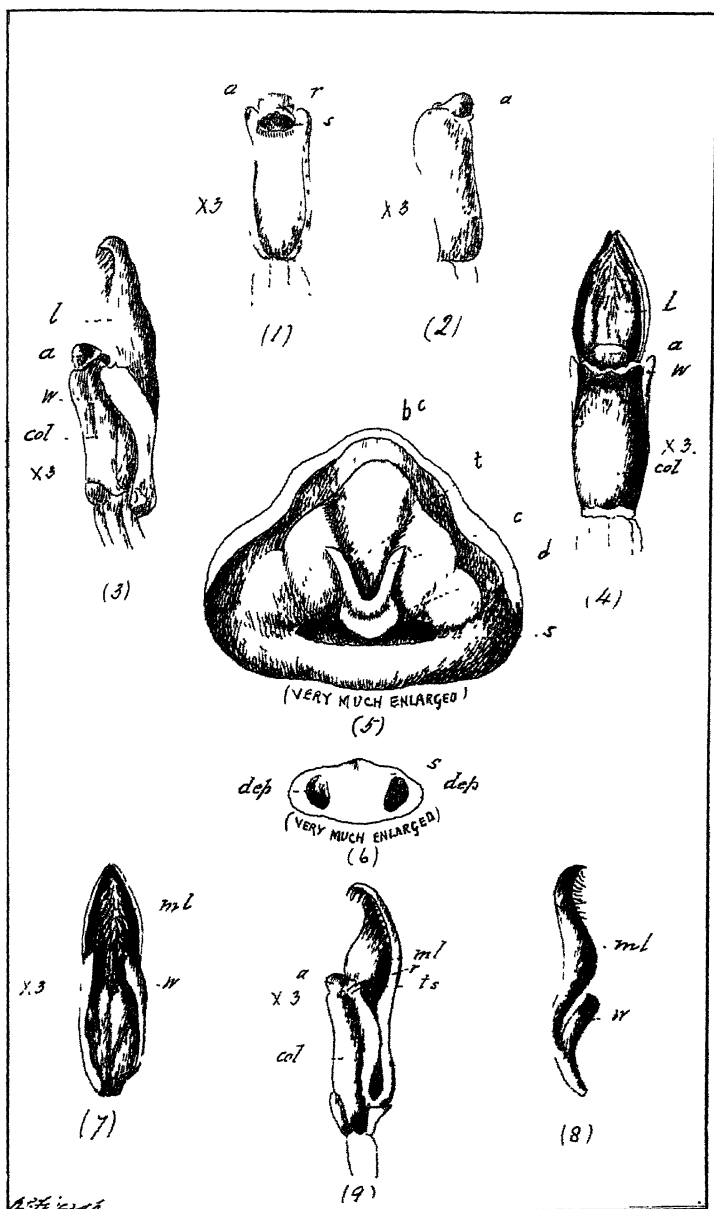 a r
s
X3
(1)
a
X3
(2)
l
a
w
col
X3
(3)
L
a
w
X3.
col
(4)
b c
t
c
d
s
(VERY MUCH ENLARGED)
(5)
s
dep dep
(VERY MUCH ENLARGED)
(6)
ml
X3 w
(7)
ml
r
a
ts
X3
col
(9)
ml
w
(8)